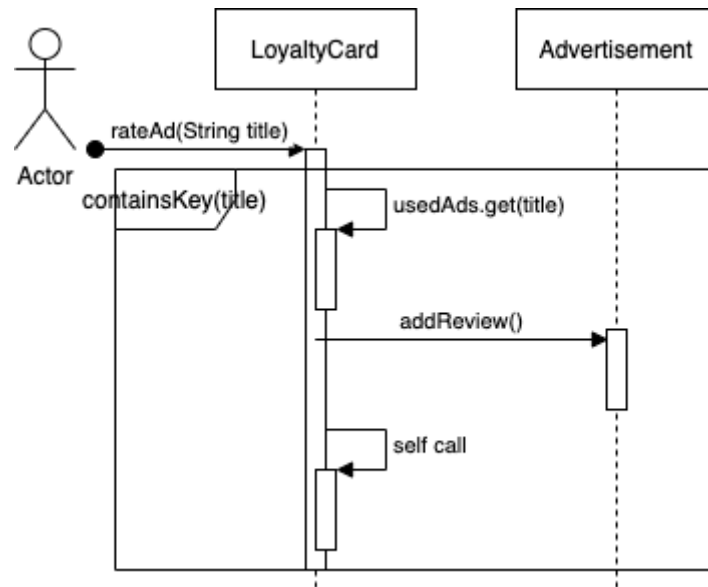 LoyaltyCard
Advertisement
rateAd(String title)
Actor
containsKey(title)
usedAds.get(title)
addReview()
self call